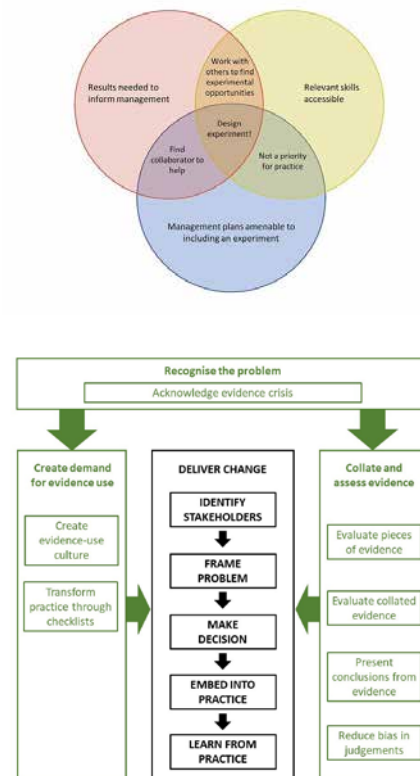 Work with
others to find
experimental
opportunities
Results needed to
inform management
Relevant skills
accessible
Design
experiment!
Find
collaborator to
help
Not a priority
for practice
Management plans amenable to
including an experiment
Recognise the problem
Acknowledge evidence crisis
Create demand
for evidence use
Create
evidence-use
culture
Transform
practice through
checklists
DELIVER CHANGE
IDENTIFY
STAKEHOLDERS
FRAME
PROBLEM
MAKE
DECISION
EMBED INTO
PRACTICE
LEARN FROM
PRACTICE
Collate and
assess evidence
Evaluate pieces
of evidence
Evaluate collated
evidence
Present
conclusions from
evidence
Reduce bias in
judgements